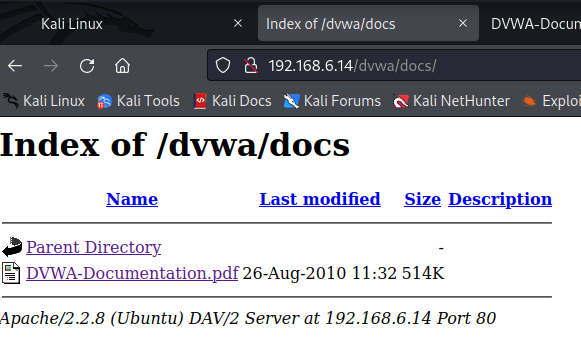 Kali Linux × Index of /dvwa/docs × DVWA-Docum
192.168.6.14/dvwa/docs/
Kali Linux Kali Tools Kali Docs Kali Forums Kali NetHunter Exploi
Index of /dvwa/docs
Name Last modified Size Description
Parent Directory -
DVWA-Documentation.pdf 26-Aug-2010 11:32 514K
Apache/2.2.8 (Ubuntu) DAV/2 Server at 192.168.6.14 Port 80